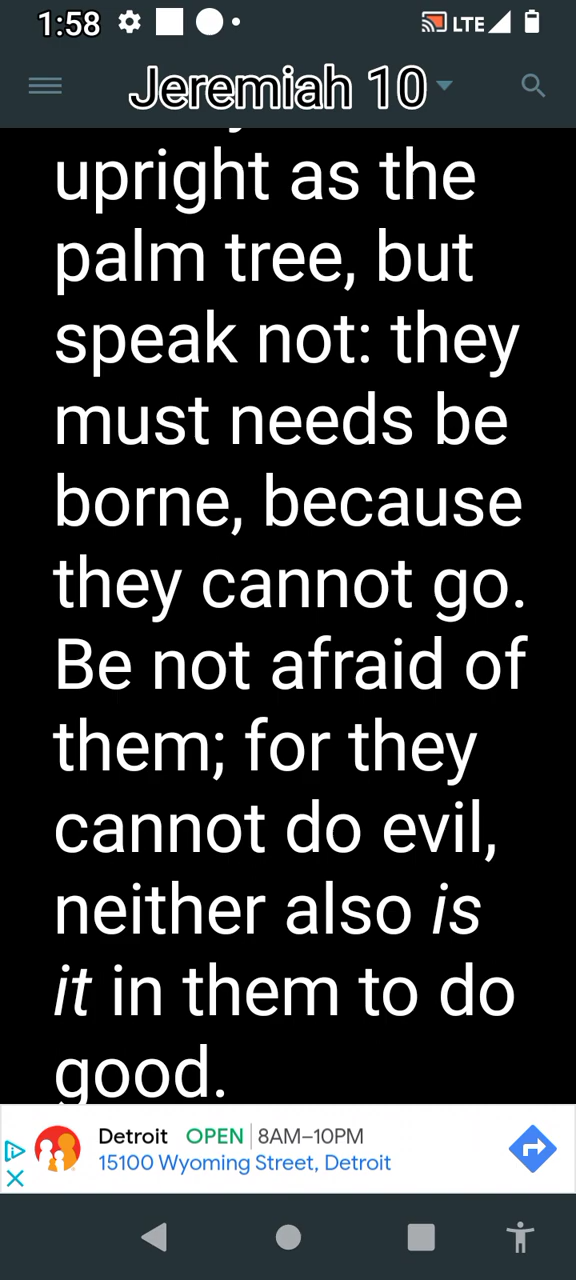 1:58
LTE
Jeremiah 10
upright as the
palm tree, but
speak not: they
must needs be
borne, because
they cannot go.
Be not afraid of
them; for they
cannot do evil,
neither also is
it in them to do
good.
Detroit OPEN 8AM–10PM
15100 Wyoming Street, Detroit